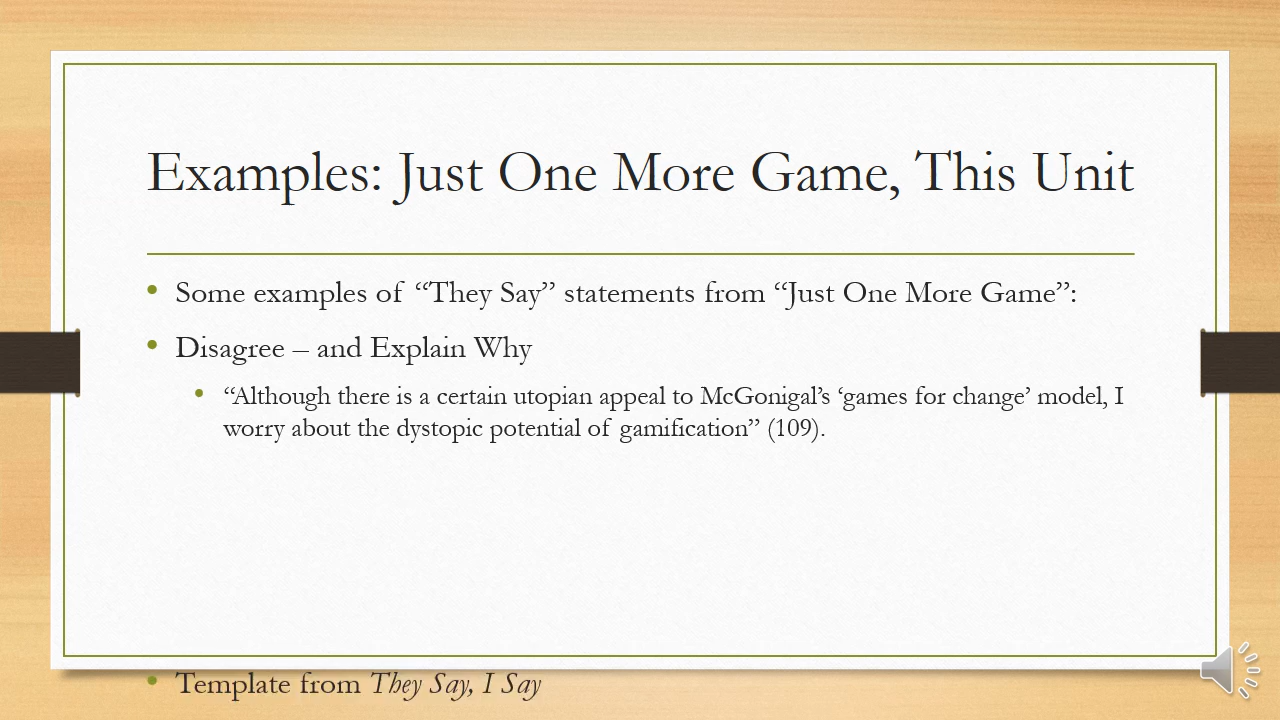 Examples: Just One More Game, This Unit
• Some examples of “They Say” statements from “Just One More Game”:
• Disagree – and Explain Why
• “Although there is a certain utopian appeal to McGonigal’s ‘games for change’ model, I
worry about the dystopic potential of gamification” (109).
• Template from They Say, I Say